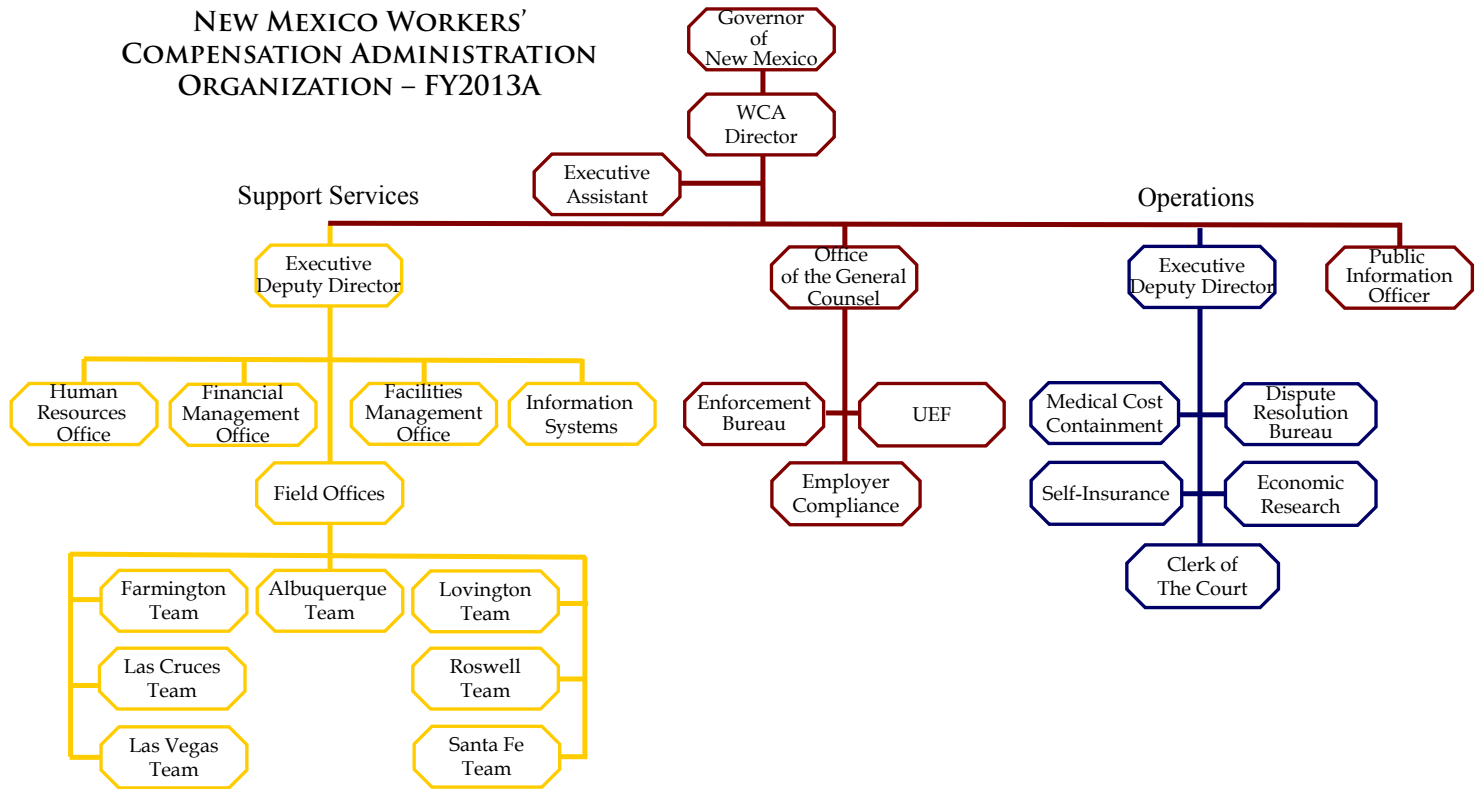 New Mexico Workers'
Compensation Administration
Organization – FY2013A
Governor
of
New Mexico
WCA
Director
Executive
Assistant
Support Services
Operations
Executive
Deputy Director
Office
of the General
Counsel
Executive
Deputy Director
Public
Information
Officer
Human
Resources
Office
Financial
Management
Office
Facilities
Management
Office
Information
Systems
Enforcement
Bureau
UEF
Medical Cost
Containment
Dispute
Resolution
Bureau
Field Offices
Employer
Compliance
Self-Insurance
Economic
Research
Clerk of
The Court
Farmington
Team
Albuquerque
Team
Lovington
Team
Las Cruces
Team
Roswell
Team
Las Vegas
Team
Santa Fe
Team